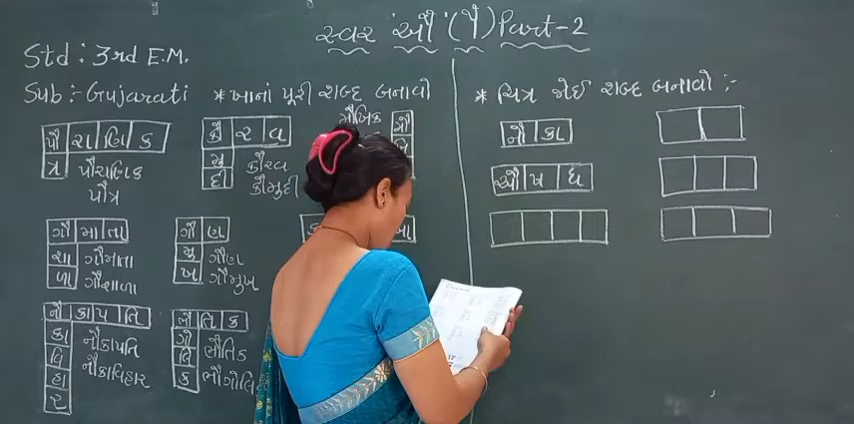 સ્વર 'ઔ' (ૌ) Part-2
Std : 3rd E.M.
Sub :- Gujarati
* ખાનાં પૂરી શબ્દ બનાવો
પૌ રા ણિ ક
ત્ર
પૌરાણિક
પૌત્ર
કૌ ર વ
મુ
દી
કૌરવ
કૌમુદી
મૌખિક
ગૌ મા તા
શા
ળા
ગૌમાતા
ગૌશાળા
ગૌ ણ
મુ
ખ
ગૌણ
ગૌમુખ
નૌ કા પ તિ
કા
વિ
હા
ર
નૌકાપતિ
નૌકાવિહાર
ભૌ તિ ક
ગો
લિ
ક
ભૌતિક
ભૌગોલિ
* ચિત્ર જોઈ શબ્દ બનાવો :-
નૌ કા
ઔ ષ ધ